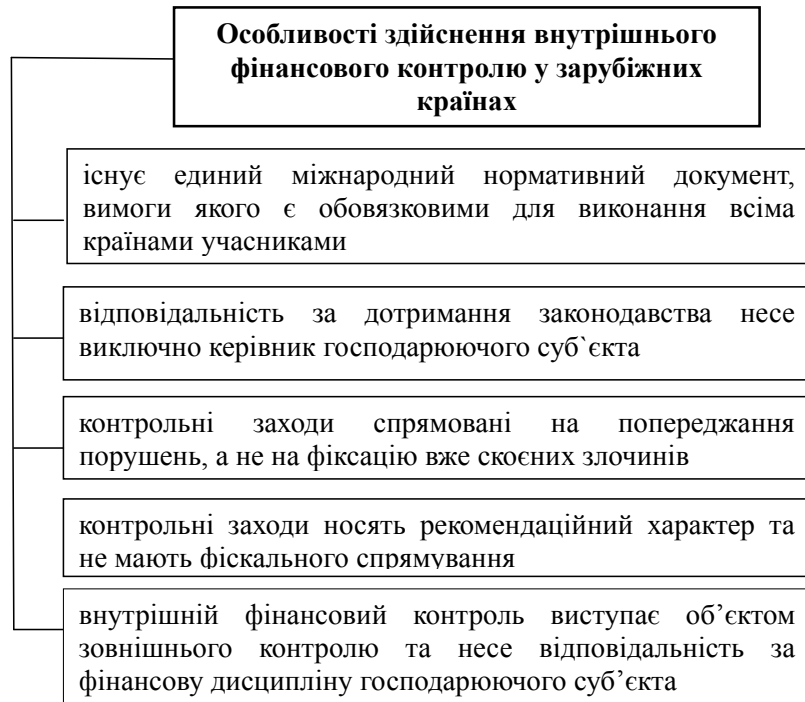 Особливості здійснення внутрішнього
фінансового контролю у зарубіжних
країнах
існує единий міжнародний нормативний документ,
вимоги якого є обовязковими для виконання всіма
країнами учасниками
відповідальність за дотримання законодавства несе
виключно керівник господарюючого суб`єкта
контрольні заходи спрямовані на попереджання
порушень, а не на фіксацію вже скоєних злочинів
контрольні заходи носять рекомендаційний характер та
не мають фіскального спрямування
внутрішній фінансовий контроль виступає об’єктом
зовнішнього контролю та несе відповідальність за
фінансову дисципліну господарюючого суб’єкта